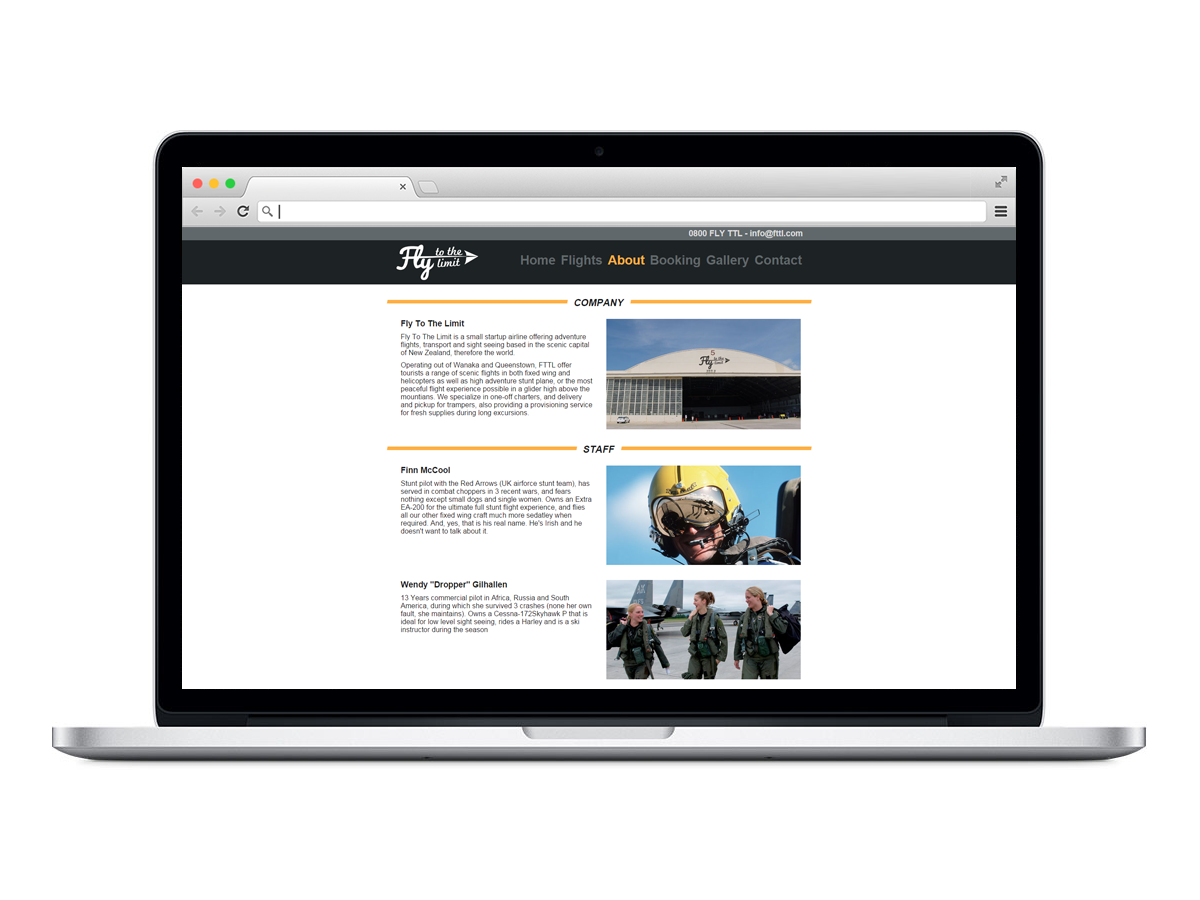 0800 FLY TTL - info@fttl.com
Fly to the limit
Home Flights About Booking Gallery Contact
COMPANY
Fly To The Limit
Fly To The Limit is a small startup airline offering adventure
flights, transport and sight seeing based in the scenic capital
of New Zealand, therefore the world.
Operating out of Wanaka and Queenstown, FTTL offer
tourists a range of scenic flights in both fixed wing and
helicopters as well as high adventure stunt plane, or the most
peaceful flight experience possible in a glider high above the
mountians. We specialize in one-off charters, and delivery
and pickup for trampers, also providing a provisioning service
for fresh supplies during long excursions.
5
Fly to the limit
STAFF
Finn McCool
Stunt pilot with the Red Arrows (UK airforce stunt team), has
served in combat choppers in 3 recent wars, and fears
nothing except small dogs and single women. Owns an Extra
EA-200 for the ultimate full stunt flight experience, and flies
all our other fixed wing craft much more sedatley when
required. And, yes, that is his real name. He's Irish and he
doesn't want to talk about it.
Wendy "Dropper" Gilhallen
13 Years commercial pilot in Africa, Russia and South
America, during which she survived 3 crashes (none her own
fault, she maintains). Owns a Cessna-172Skyhawk P that is
ideal for low level sight seeing, rides a Harley and is a ski
instructor during the season